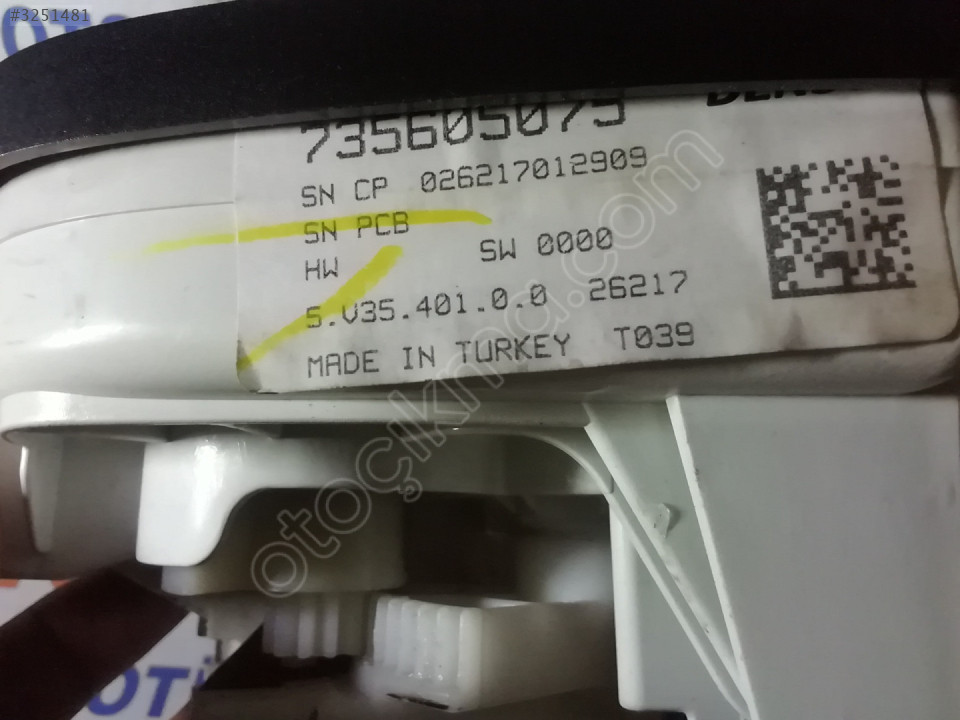 #3251481
735605075
SN CP 026217012909
SN PCB
HW SW 0000
5.V35.401.0.0 26217
MADE IN TURKEY T039
otoçıkma.com